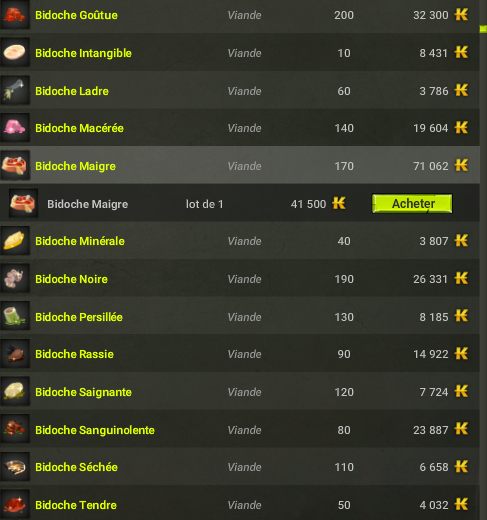 Bidoche Goûtue Viande 200 32 300
Bidoche Intangible Viande 10 8 431
Bidoche Ladre Viande 60 3 786
Bidoche Macérée Viande 140 19 604
Bidoche Maigre Viande 170 71 062
Bidoche Maigre lot de 1 41 500 Acheter
Bidoche Minérale Viande 40 3 807
Bidoche Noire Viande 190 26 331
Bidoche Persillée Viande 130 8 185
Bidoche Rassie Viande 90 14 922
Bidoche Saignante Viande 120 7 724
Bidoche Sanguinolente Viande 80 23 887
Bidoche Séchée Viande 110 6 658
Bidoche Tendre Viande 50 4 032